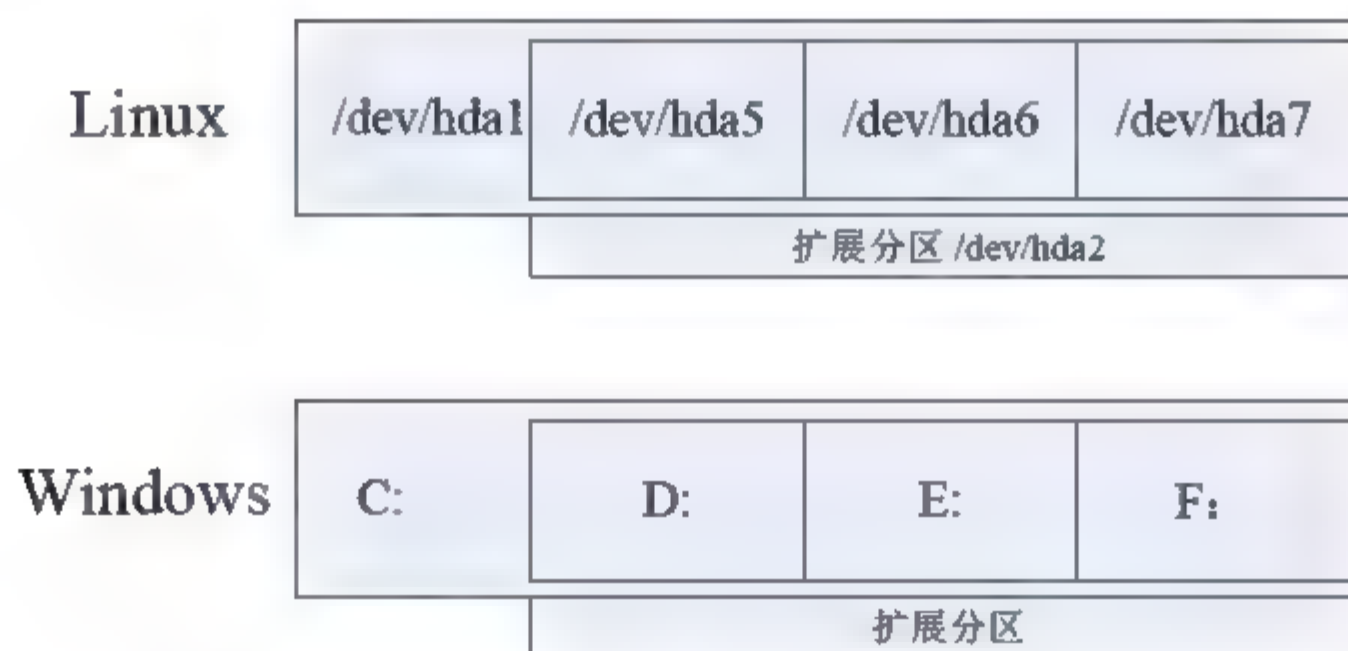 Linux /dev/hda1 /dev/hda5 /dev/hda6 /dev/hda7
扩展分区 /dev/hda2
Windows C: D: E: F：
扩展分区